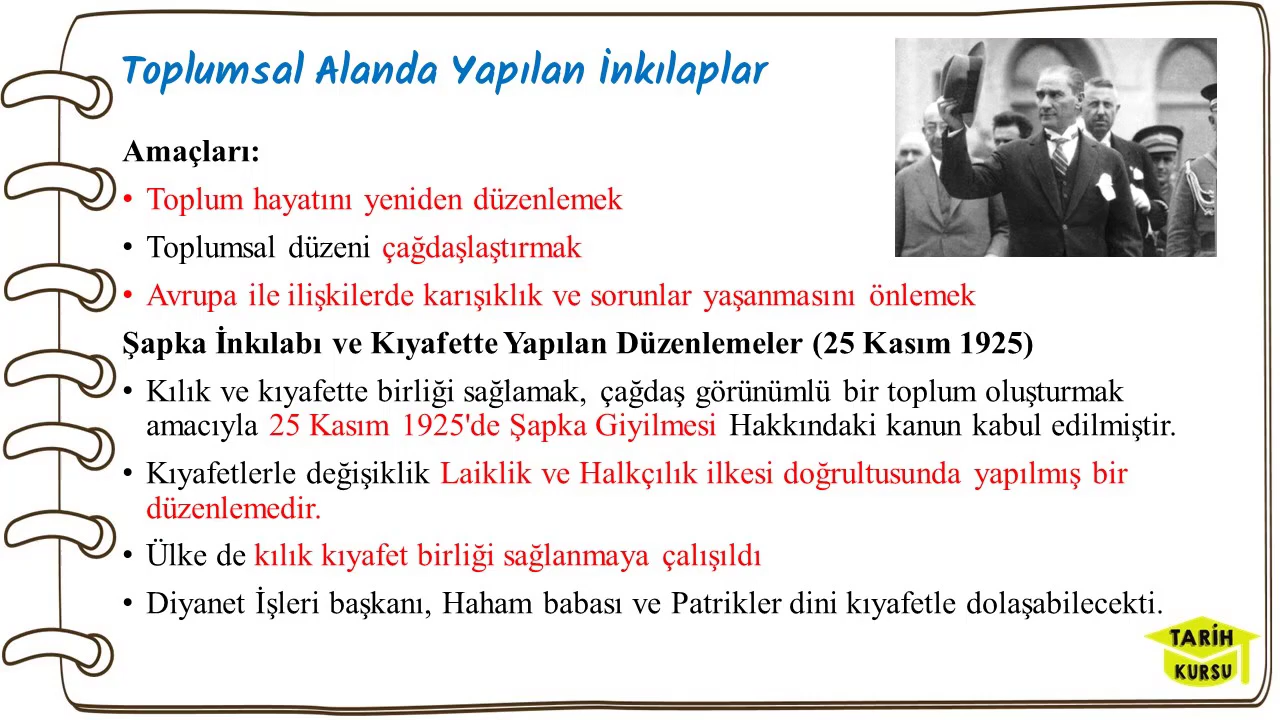 Toplumsal Alanda Yapılan İnkılaplar
Amaçları:
• Toplum hayatını yeniden düzenlemek
• Toplumsal düzeni çağdaşlaştırmak
• Avrupa ile ilişkilerde karışıklık ve sorunlar yaşanmasını önlemek
Şapka İnkılabı ve Kıyafette Yapılan Düzenlemeler (25 Kasım 1925)
• Kılık ve kıyafette birliği sağlamak, çağdaş görünümlü bir toplum oluşturmak
amacıyla 25 Kasım 1925'de Şapka Giyilmesi Hakkındaki kanun kabul edilmiştir.
• Kıyafetlerle değişiklik Laiklik ve Halkçılık ilkesi doğrultusunda yapılmış bir
düzenlemedir.
• Ülke de kılık kıyafet birliği sağlanmaya çalışıldı
• Diyanet İşleri başkanı, Haham babası ve Patrikler dini kıyafetle dolaşabilecekti.
TARİH
KURSU